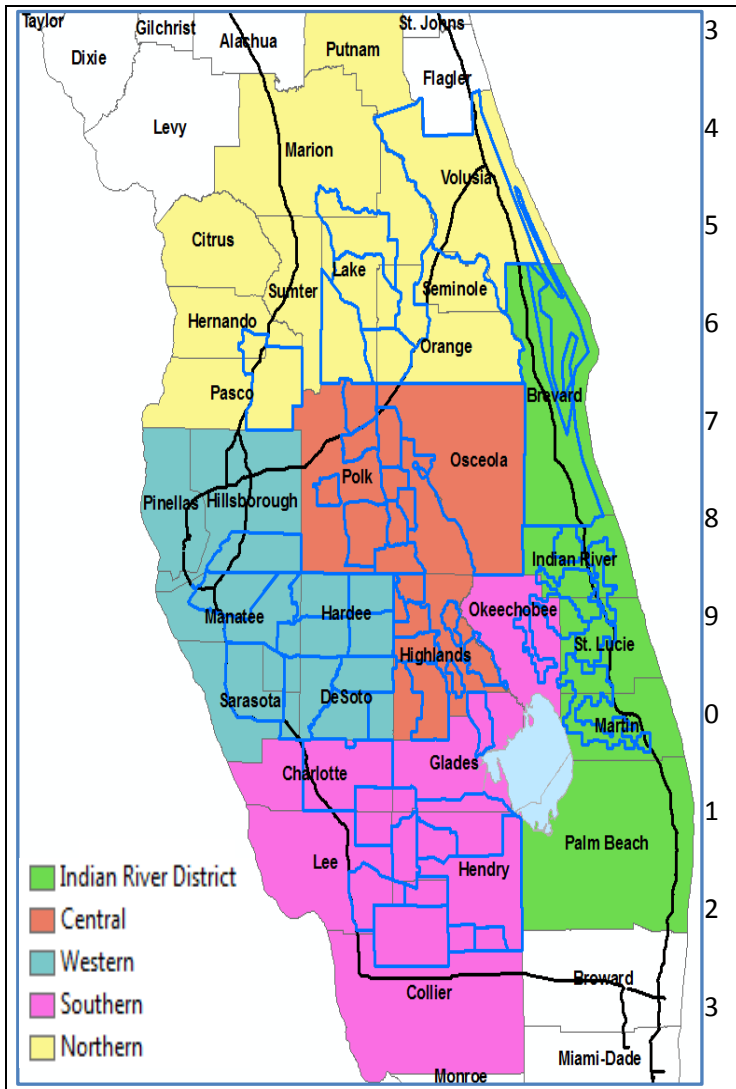 Taylor
Gilchrist
St. Johns
3
Alachua
Putnam
Dixie
Flagler
Levy
4
Marion
Volusia
5
Citrus
Lake
Seminole
Sumter
Hernando
6
Orange
Pasco
Brevard
7
Osceola
Polk
Pinellas
Hillsborough
8
Indian River
Okeechobee
9
Manatee
Hardee
St. Lucie
Highlands
Sarasota
DeSoto
0
Martin
Glades
Charlotte
1
Palm Beach
Lee
Hendry
Indian River District
2
Central
Western
Broward
Southern
Collier
3
Northern
Miami-Dade
Monroe